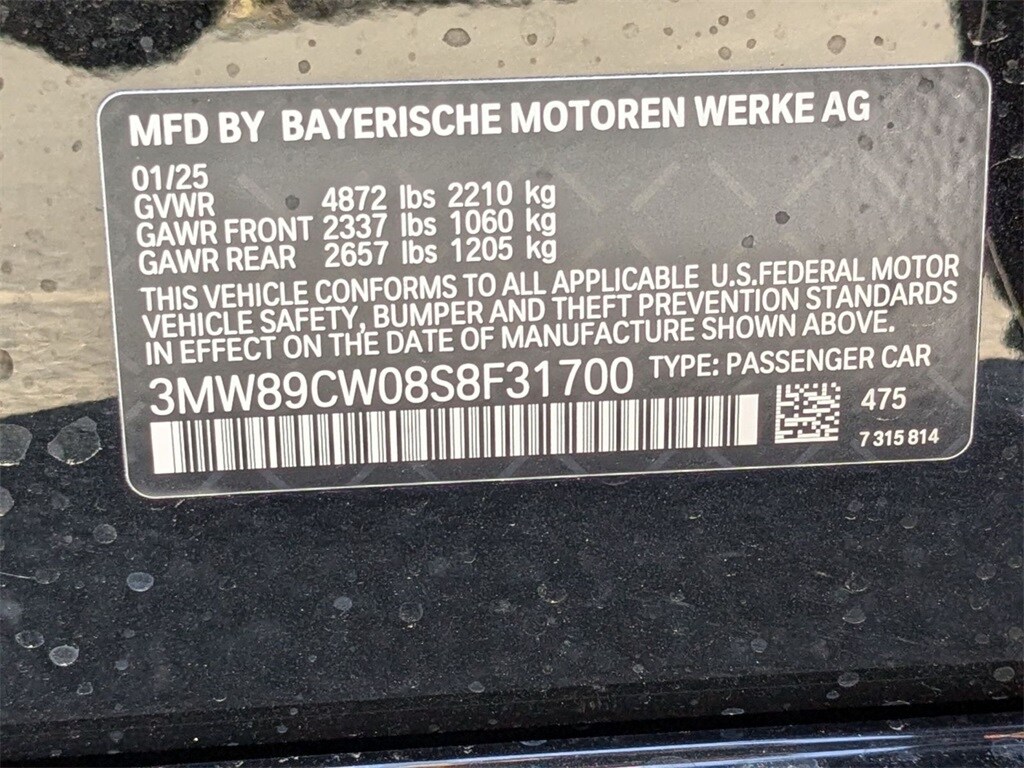 MFD BY BAYERISCHE MOTOREN WERKE AG
01/25
GVWR 4872 lbs 2210 kg
GAWR FRONT 2337 lbs 1060 kg
GAWR REAR 2657 lbs 1205 kg
THIS VEHICLE CONFORMS TO ALL APPLICABLE U.S.FEDERAL MOTOR
VEHICLE SAFETY, BUMPER AND THEFT PREVENTION STANDARDS
IN EFFECT ON THE DATE OF MANUFACTURE SHOWN ABOVE.
3MW89CW08S8F31700 TYPE: PASSENGER CAR
475
7 315 814